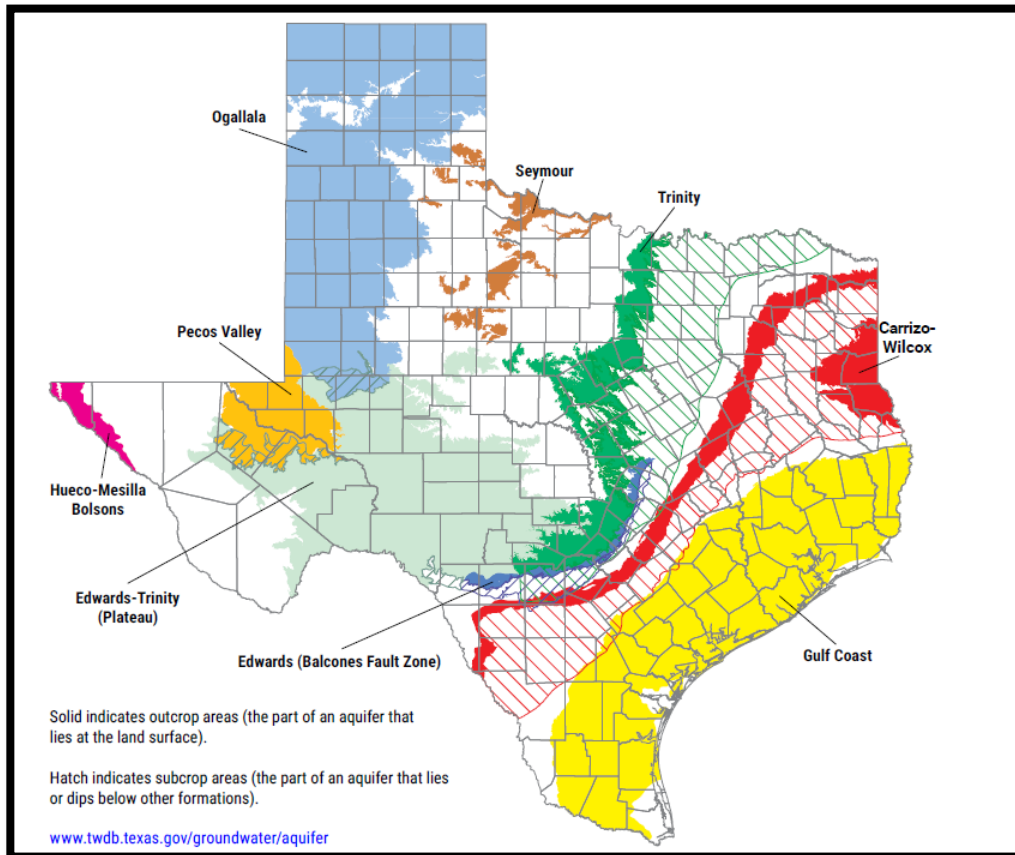 Ogallala
Seymour
Trinity
Pecos Valley
Carrizo-
Wilcox
Hueco-Mesilla
Bolsons
Edwards-Trinity
(Plateau)
Edwards (Balcones Fault Zone)
Gulf Coast
Solid indicates outcrop areas (the part of an aquifer that
lies at the land surface).
Hatch indicates subcrop areas (the part of an aquifer that lies
or dips below other formations).
www.twdb.texas.gov/groundwater/aquifer